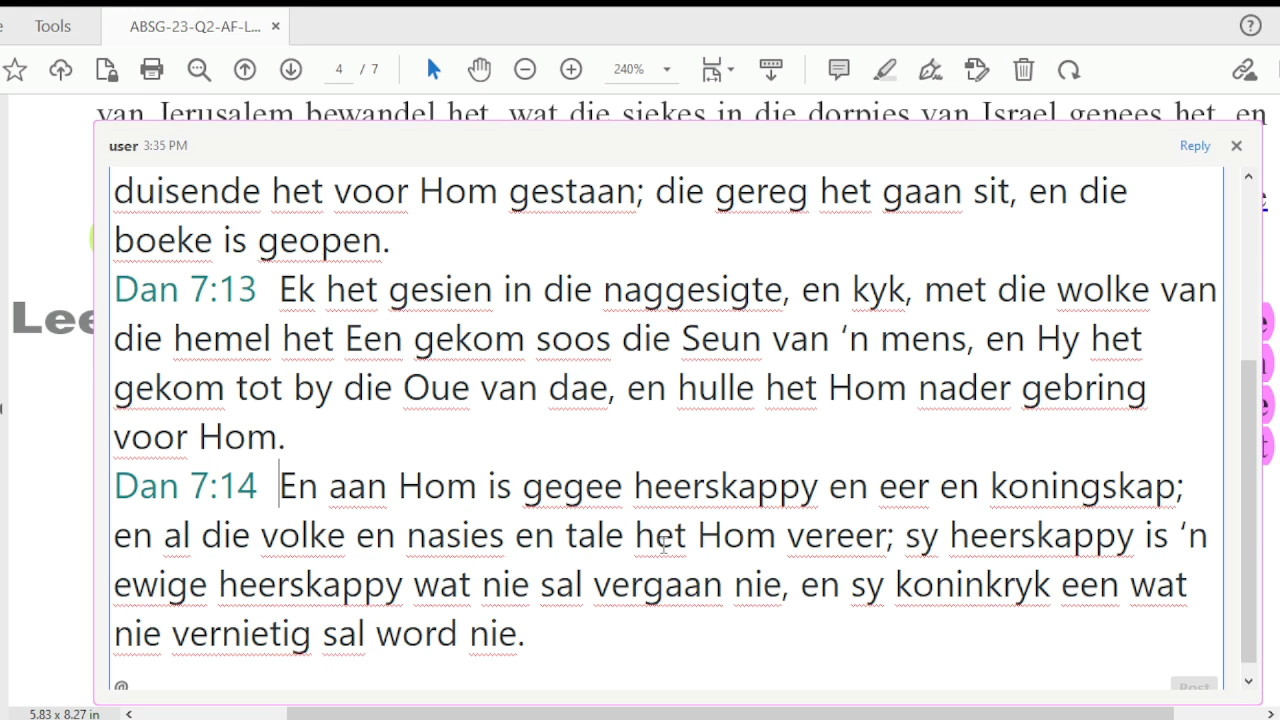 Tools
ABSG-23-Q2-AF-L... ×
4 / 7
240%
van Jerusalem bewandel het, wat die siekes in die dorpies van Israel genees het, en
user 3:35 PM
Reply
duisende het voor Hom gestaan; die gereg het gaan sit, en die
boeke is geopen.
Dan 7:13 Ek het gesien in die naggesigte, en kyk, met die wolke van
die hemel het Een gekom soos die Seun van ‘n mens, en Hy het
gekom tot by die Oue van dae, en hulle het Hom nader gebring
voor Hom.
Dan 7:14 En aan Hom is gegee heerskappy en eer en koningskap;
en al die volke en nasies en tale het Hom vereer; sy heerskappy is ‘n
ewige heerskappy wat nie sal vergaan nie, en sy koninkryk een wat
nie vernietig sal word nie.
@
Post
Lee
5.83 x 8.27 in